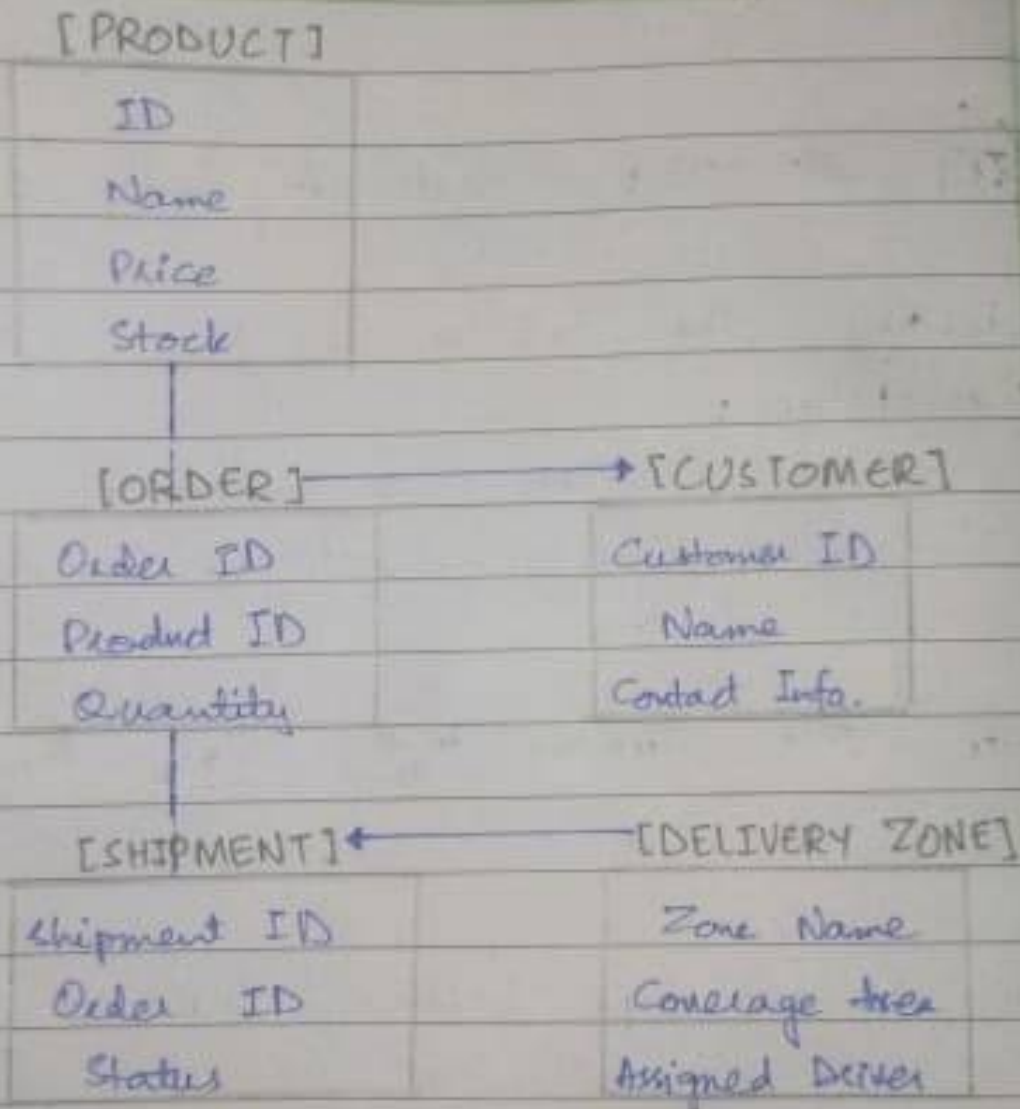 [PRODUCT]
ID
Name
Price
Stock
[ORDER] [CUSTOMER]
Order ID Customer ID
Product ID Name
Quantity Contact Info.
[SHIPMENT] [DELIVERY ZONE]
Shipment ID Zone Name
Order ID Coverage Area
Status Assigned Driver